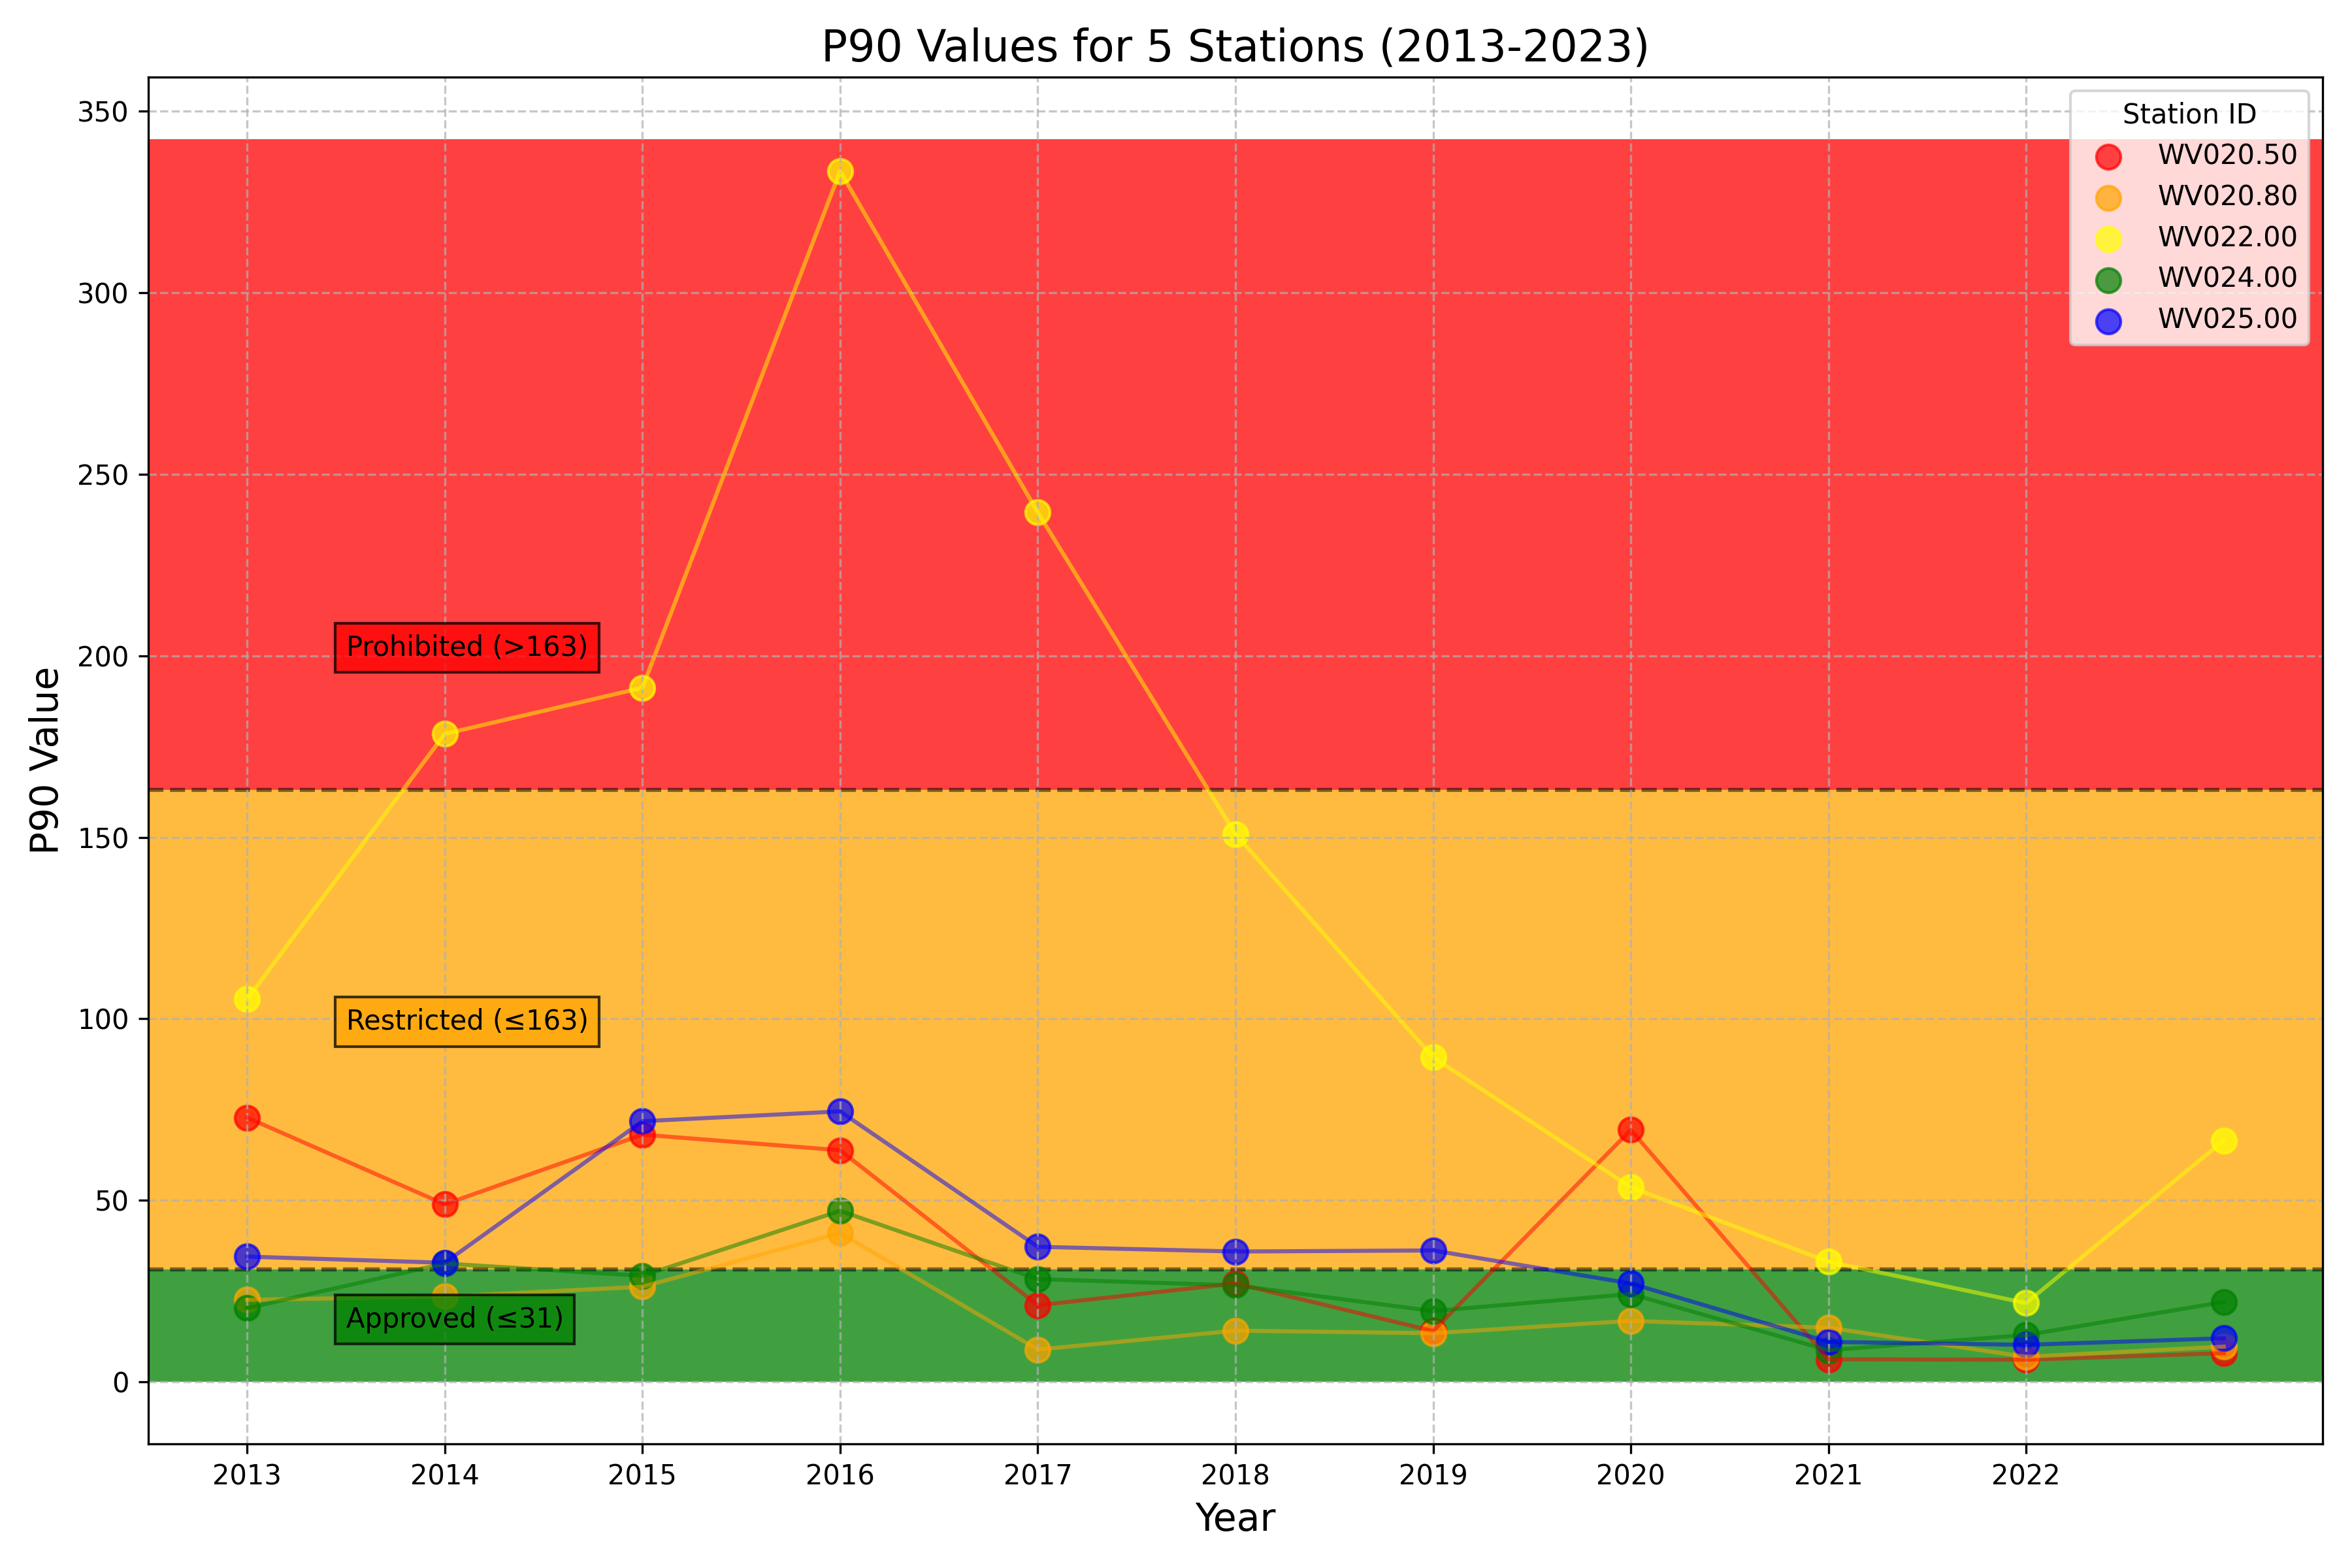 P90 Values for 5 Stations (2013-2023)
Station ID
WV020.50
WV020.80
WV022.00
WV024.00
WV025.00
350
300
250
200
150
100
50
0
P90 Value
Prohibited (>163)
Restricted (≤163)
Approved (≤31)
2013 2014 2015 2016 2017 2018 2019 2020 2021 2022
Year